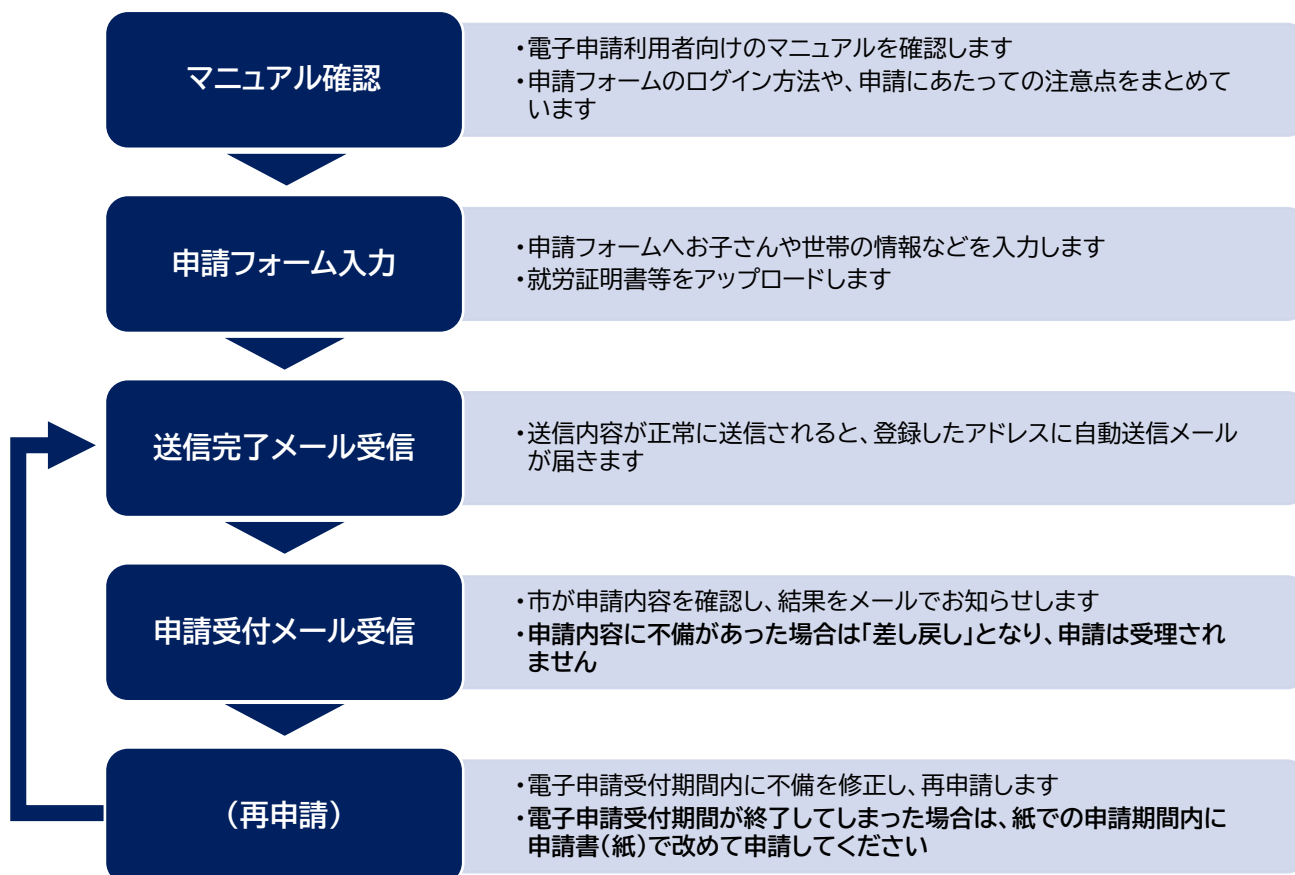 マニュアル確認
・電子申請利用者向けのマニュアルを確認します
・申請フォームのログイン方法や、申請にあたっての注意点をまとめて
います
申請フォーム入力
・申請フォームへお子さんや世帯の情報などを入力します
・就労証明書等をアップロードします
送信完了メール受信
・送信内容が正常に送信されると、登録したアドレスに自動送信メール
が届きます
申請受付メール受信
・市が申請内容を確認し、結果をメールでお知らせします
・申請内容に不備があった場合は「差し戻し」となり、申請は受理され
ません
（再申請）
・電子申請受付期間内に不備を修正し、再申請します
・電子申請受付期間が終了してしまった場合は、紙での申請期間内に
申請書（紙）で改めて申請してください